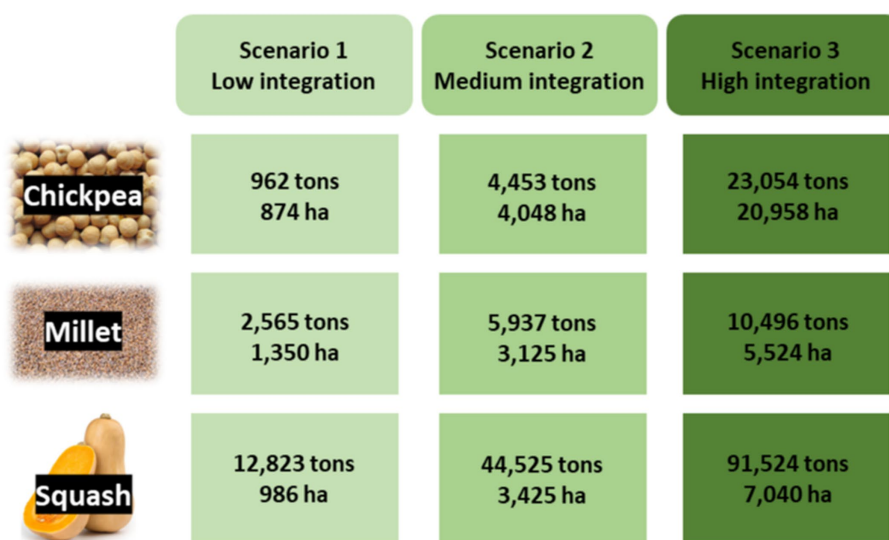 Scenario 1
Low integration
Scenario 2
Medium integration
Scenario 3
High integration
Chickpea
962 tons
874 ha
4,453 tons
4,048 ha
23,054 tons
20,958 ha
Millet
2,565 tons
1,350 ha
5,937 tons
3,125 ha
10,496 tons
5,524 ha
Squash
12,823 tons
986 ha
44,525 tons
3,425 ha
91,524 tons
7,040 ha